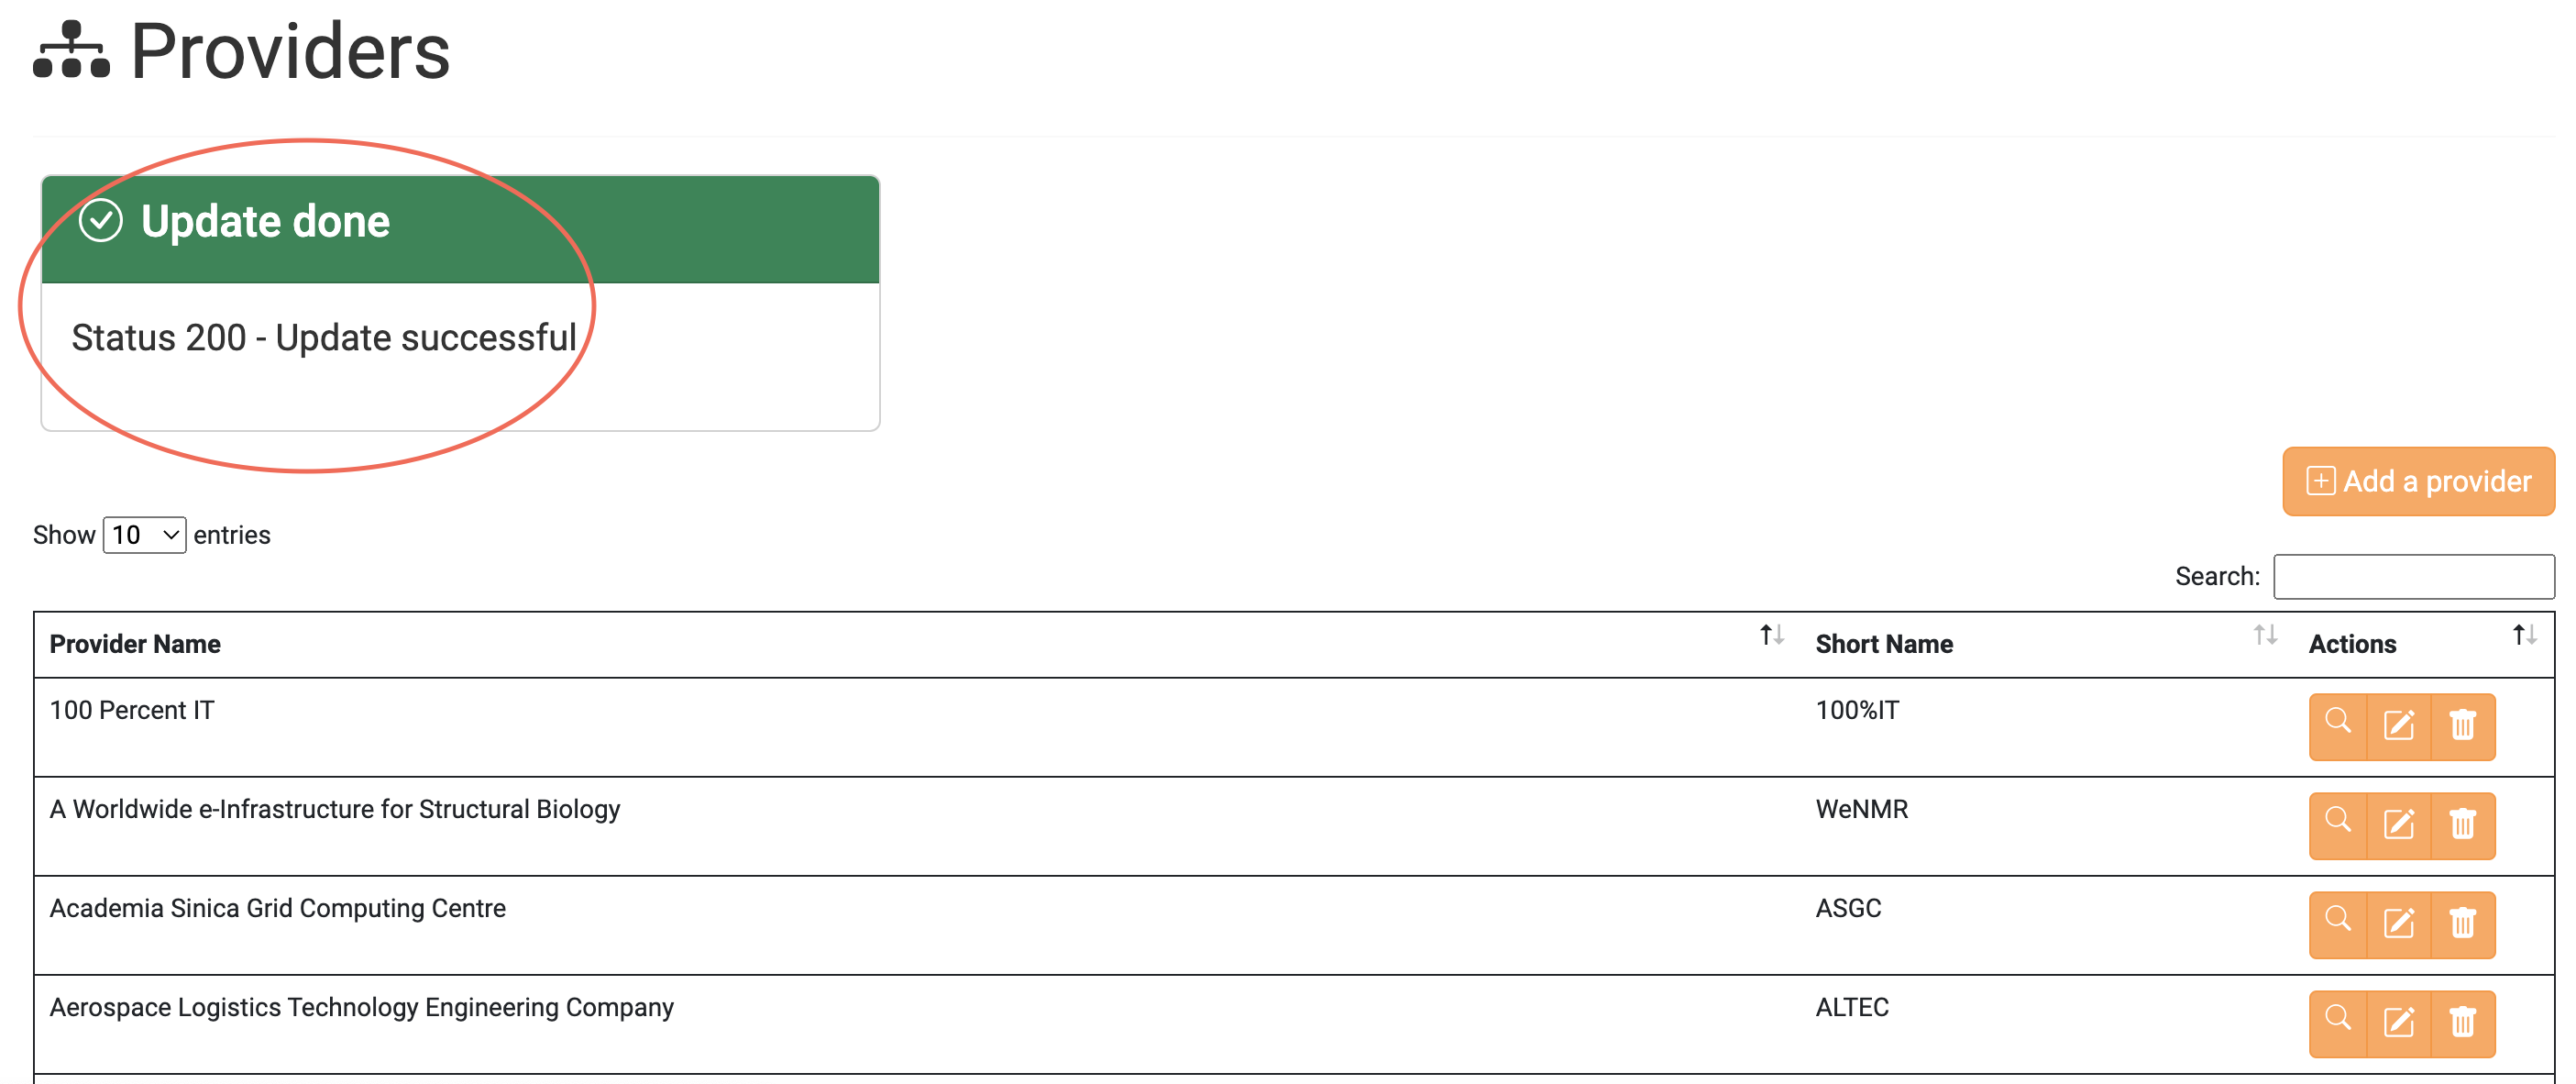 Providers
Update done
Status 200 - Update successful
Add a provider
Show 10 entries
Search:
Provider Name Short Name Actions
100 Percent IT 100%IT
A Worldwide e-Infrastructure for Structural Biology WeNMR
Academia Sinica Grid Computing Centre ASGC
Aerospace Logistics Technology Engineering Company ALTEC